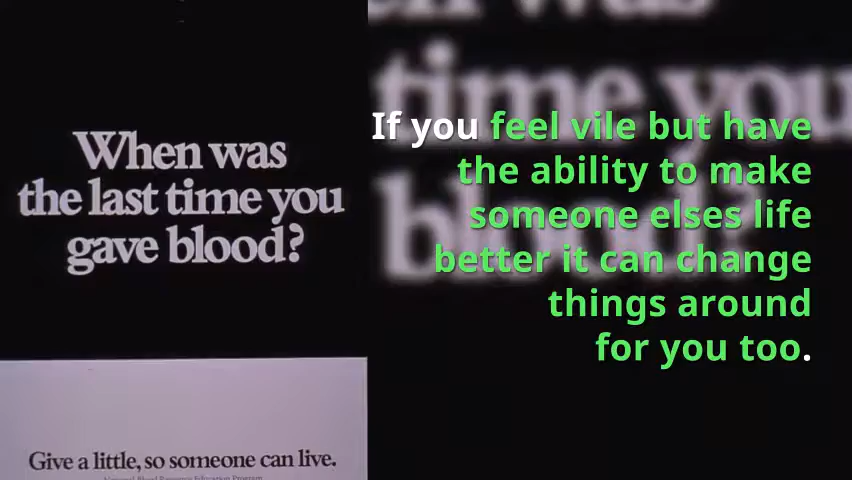 When was
the last time you
gave blood?
Give a little, so someone can live.
If you feel vile but have
the ability to make
someone elses life
better it can change
things around
for you too.